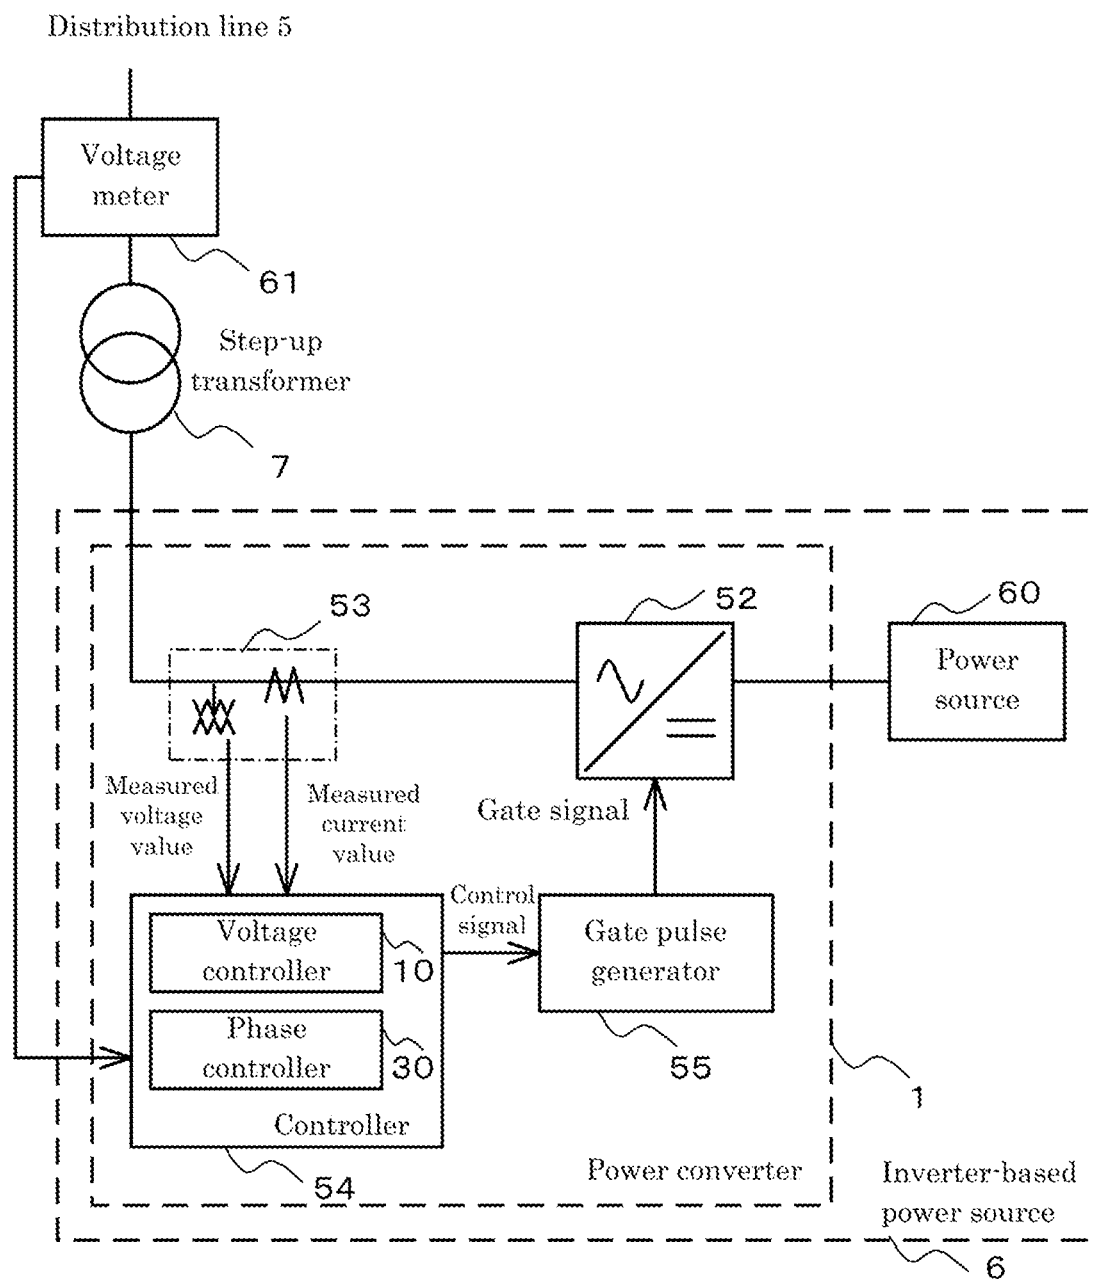 Distribution line 5
Voltage
meter
61
Step-up
transformer
7
53
52
60
Power
source
Measured
voltage
value
Measured
current
value
Gate signal
Control
signal
Voltage
controller
10
Gate pulse
generator
Phase
controller
30
55
1
Controller
54
Power converter
Inverter-based
power source
6